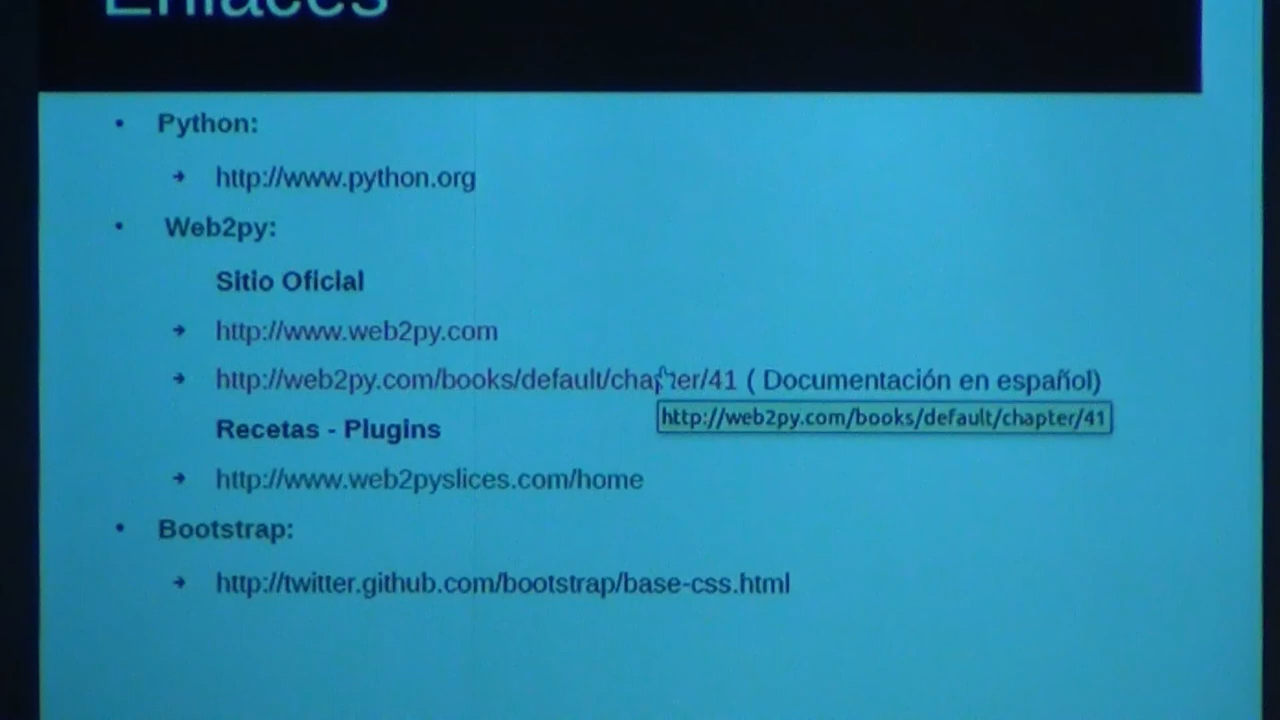 Enlaces
• Python:
➔ http://www.python.org
• Web2py:
Sitio Oficial
➔ http://www.web2py.com
➔ http://web2py.com/books/default/chapter/41 ( Documentación en español)
http://web2py.com/books/default/chapter/41
Recetas - Plugins
➔ http://www.web2pyslices.com/home
• Bootstrap:
➔ http://twitter.github.com/bootstrap/base-css.html